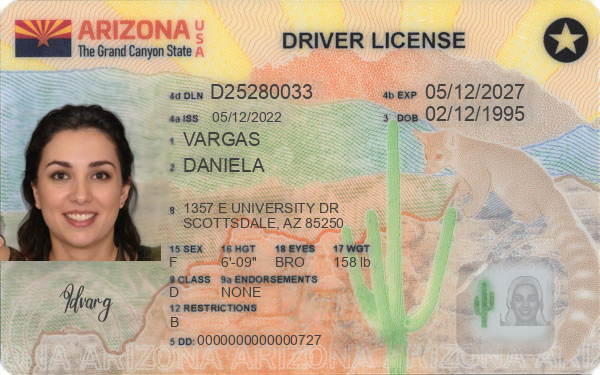 ARIZONA USA
The Grand Canyon State
DRIVER LICENSE
4d DLN D25280033
4b EXP 05/12/2027
4a ISS 05/12/2022
3 DOB 02/12/1995
1 VARGAS
2 DANIELA
8 1357 E UNIVERSITY DR
SCOTTSDALE, AZ 85250
15 SEX 16 HGT 18 EYES 17 WGT
F 6'-09" BRO 158 lb
9 CLASS 9a ENDORSEMENTS
D NONE
12 RESTRICTIONS
B
5 DD: 0000000000000727
ARIZONA ARIZONA ARIZONA ARIZONA